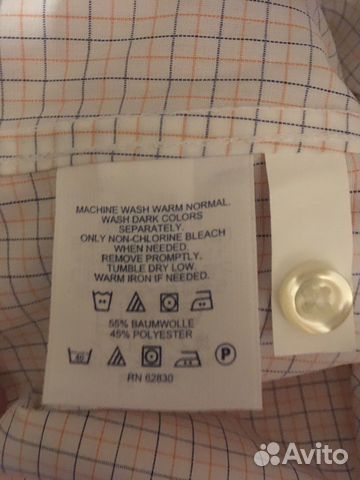 MACHINE WASH WARM NORMAL.
WASH DARK COLORS
SEPARATELY.
ONLY NON-CHLORINE BLEACH
WHEN NEEDED.
REMOVE PROMPTLY.
TUMBLE DRY LOW
WARM IRON IF NEEDED.
55% BAUMWOLLE
45% POLYESTER
40 P
RN 62830
Avito